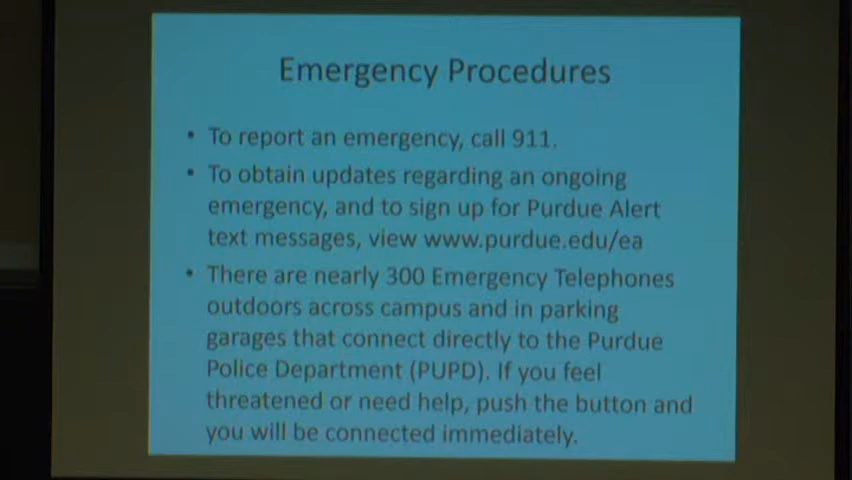 Emergency Procedures
• To report an emergency, call 911.
• To obtain updates regarding an ongoing
emergency, and to sign up for Purdue Alert
text messages, view www.purdue.edu/ea
• There are nearly 300 Emergency Telephones
outdoors across campus and in parking
garages that connect directly to the Purdue
Police Department (PUPD). If you feel
threatened or need help, push the button and
you will be connected immediately.